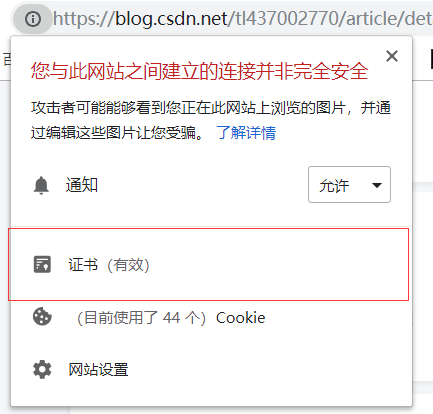 https://blog.csdn.net/tl437002770/article/det
您与此网站之间建立的连接并非完全安全
攻击者可能能够看到您正在此网站上浏览的图片，并
通过编辑这些图片让您受骗。 了解详情
通知 允许
证书 (有效)
（目前使用了 44 个）Cookie
网站设置